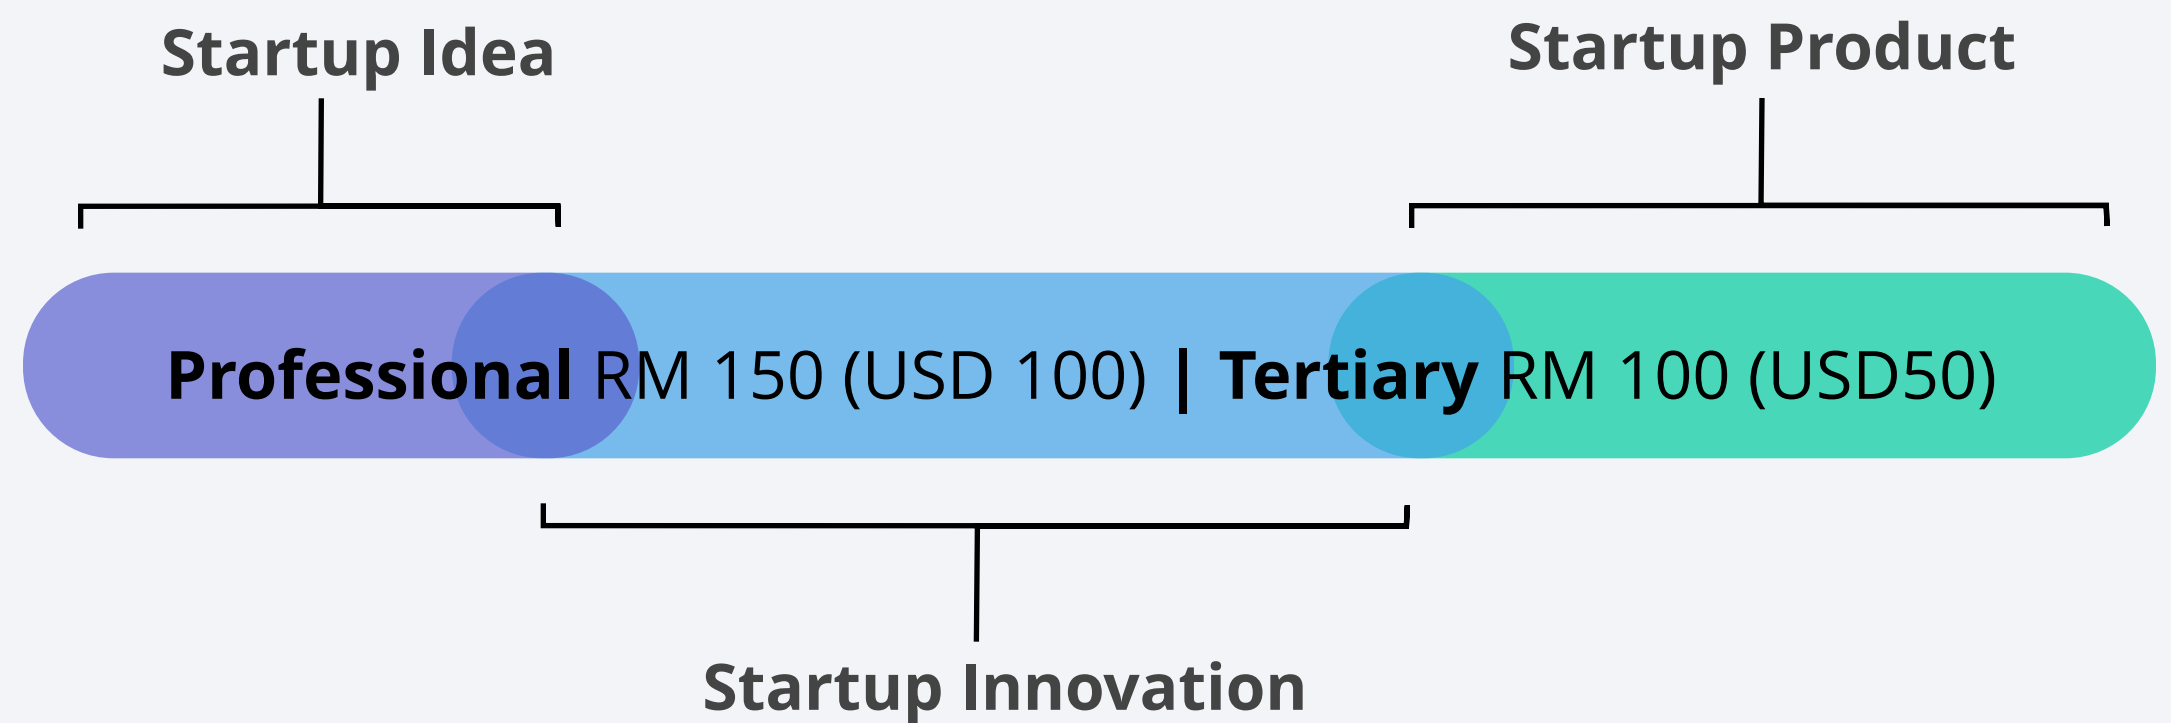 Startup Idea
Startup Product
Professional RM 150 (USD 100) | Tertiary RM 100 (USD50)
Startup Innovation